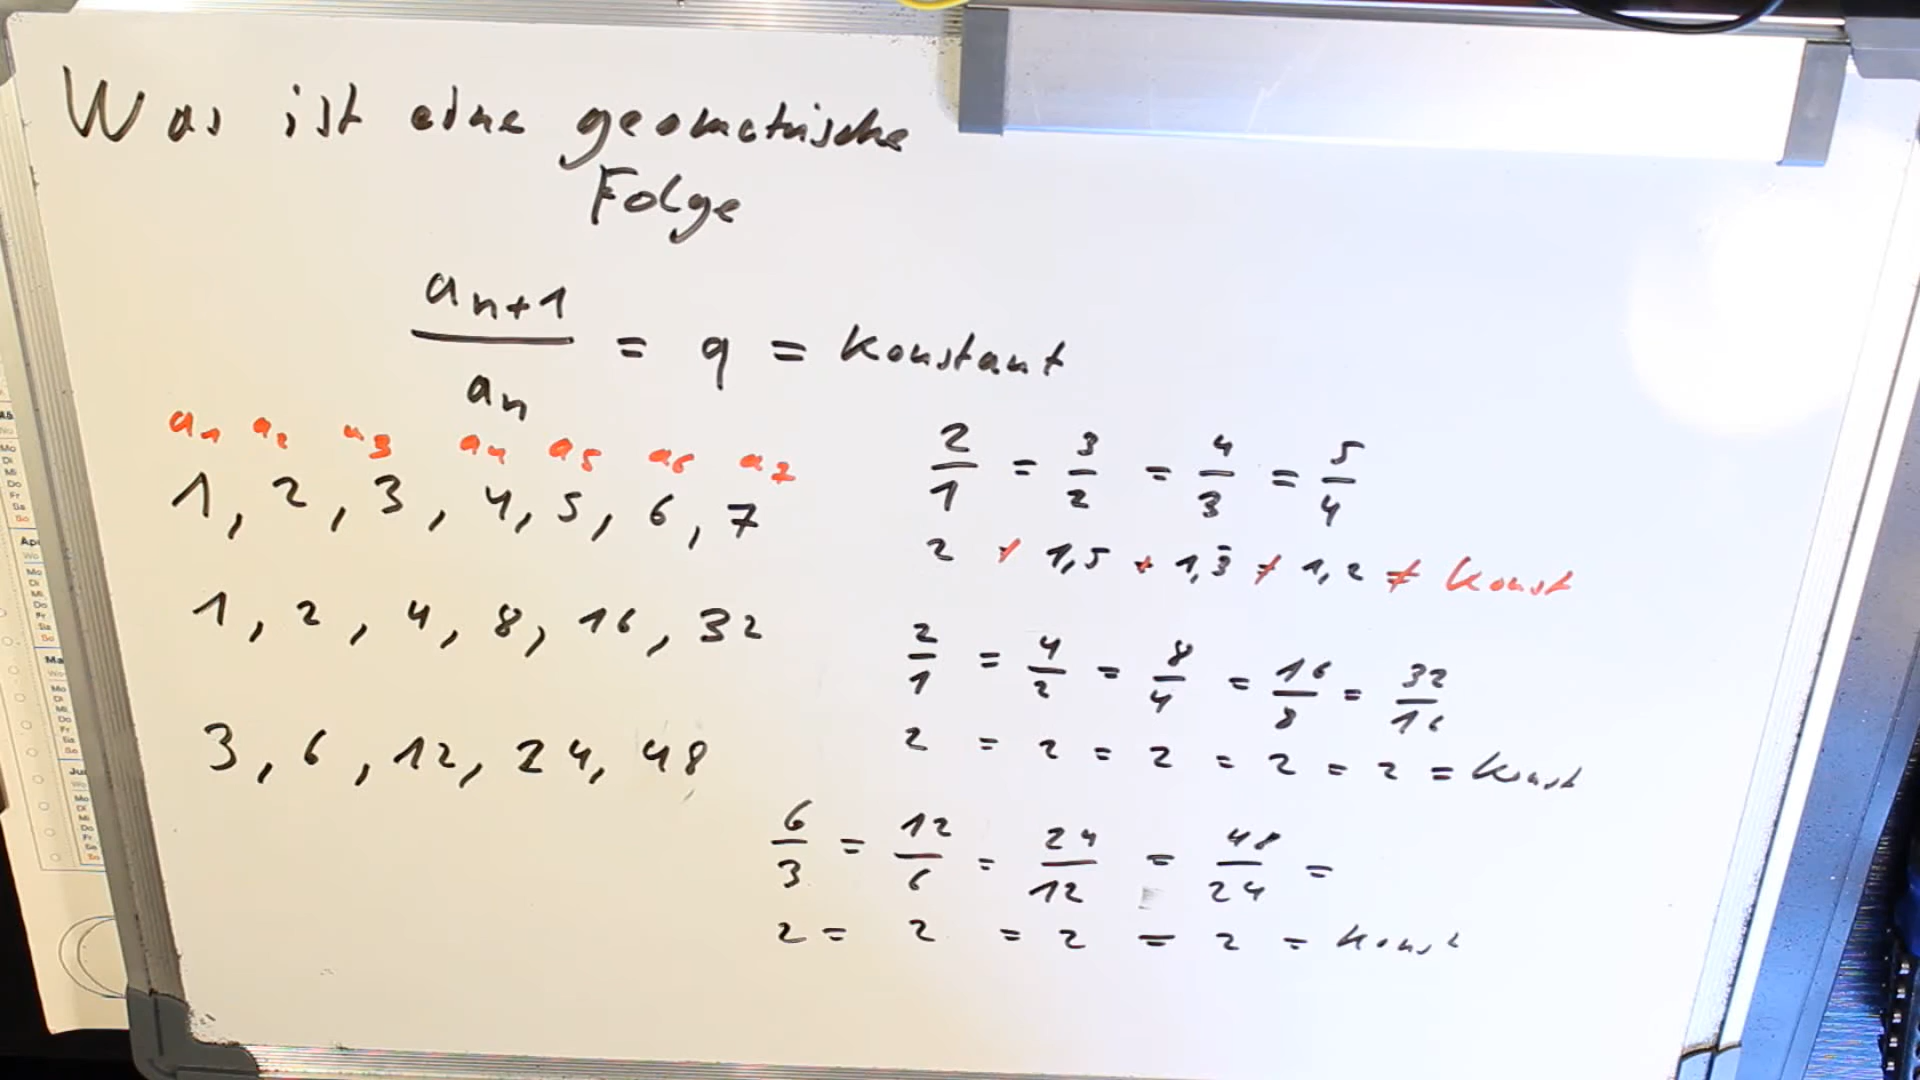 Was ist eine geometrische
Folge
an+1 / an = q = konstant
a1 a2 a3 a4 a5 a6 a7
1, 2, 3, 4, 5, 6, 7
1, 2, 4, 8, 16, 32
3, 6, 12, 24, 48
2/1 = 3/2 = 4/3 = 5/4
2 ≠ 1,5 ≠ 1,3̅ ≠ 1,2 ≠ konst
2/1 = 4/2 = 8/4 = 16/8 = 32/16
2 = 2 = 2 = 2 = 2 = konst
6/3 = 12/6 = 24/12 = 48/24 =
2 = 2 = 2 = 2 = konst